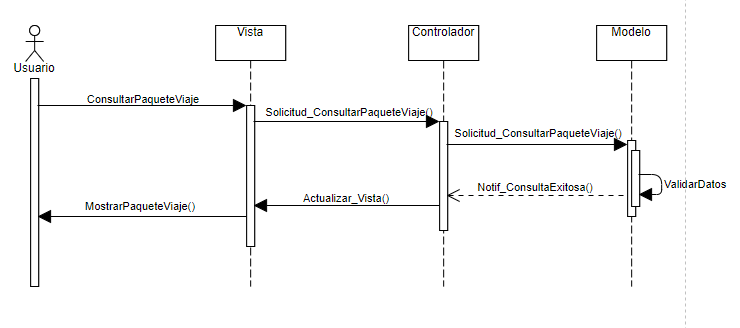 Vista
Controlador
Modelo
Usuario
ConsultarPaqueteViaje
Solicitud_ConsultarPaqueteViaje()
Solicitud_ConsultarPaqueteViaje()
ValidarDatos
Notif_ConsultaExitosa()
Actualizar_Vista()
MostrarPaqueteViaje()